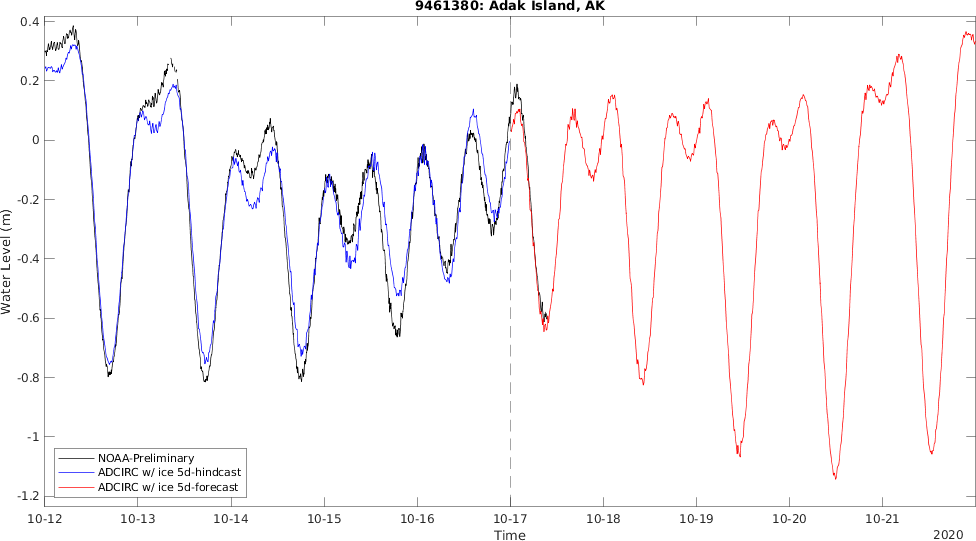 9461380: Adak Island, AK
Water Level (m)
0.4
0.2
0
-0.2
-0.4
-0.6
-0.8
-1
-1.2
NOAA-Preliminary
ADCIRC w/ ice 5d-hindcast
ADCIRC w/ ice 5d-forecast
10-12 10-13 10-14 10-15 10-16 10-17 10-18 10-19 10-20 10-21
Time
2020